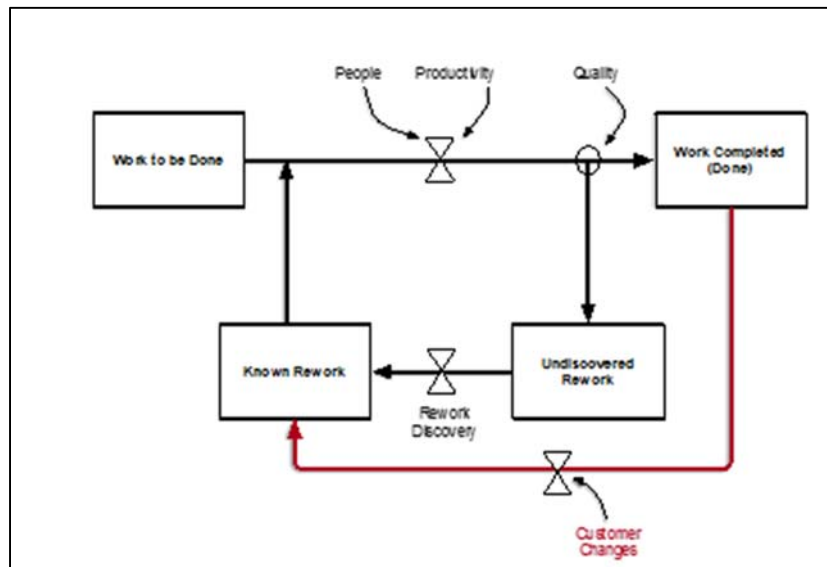 People
Productivity
Quality
Work to be Done
Work Completed
(Done)
Known Rework
Undiscovered
Rework
Rework
Discovery
Customer
Changes